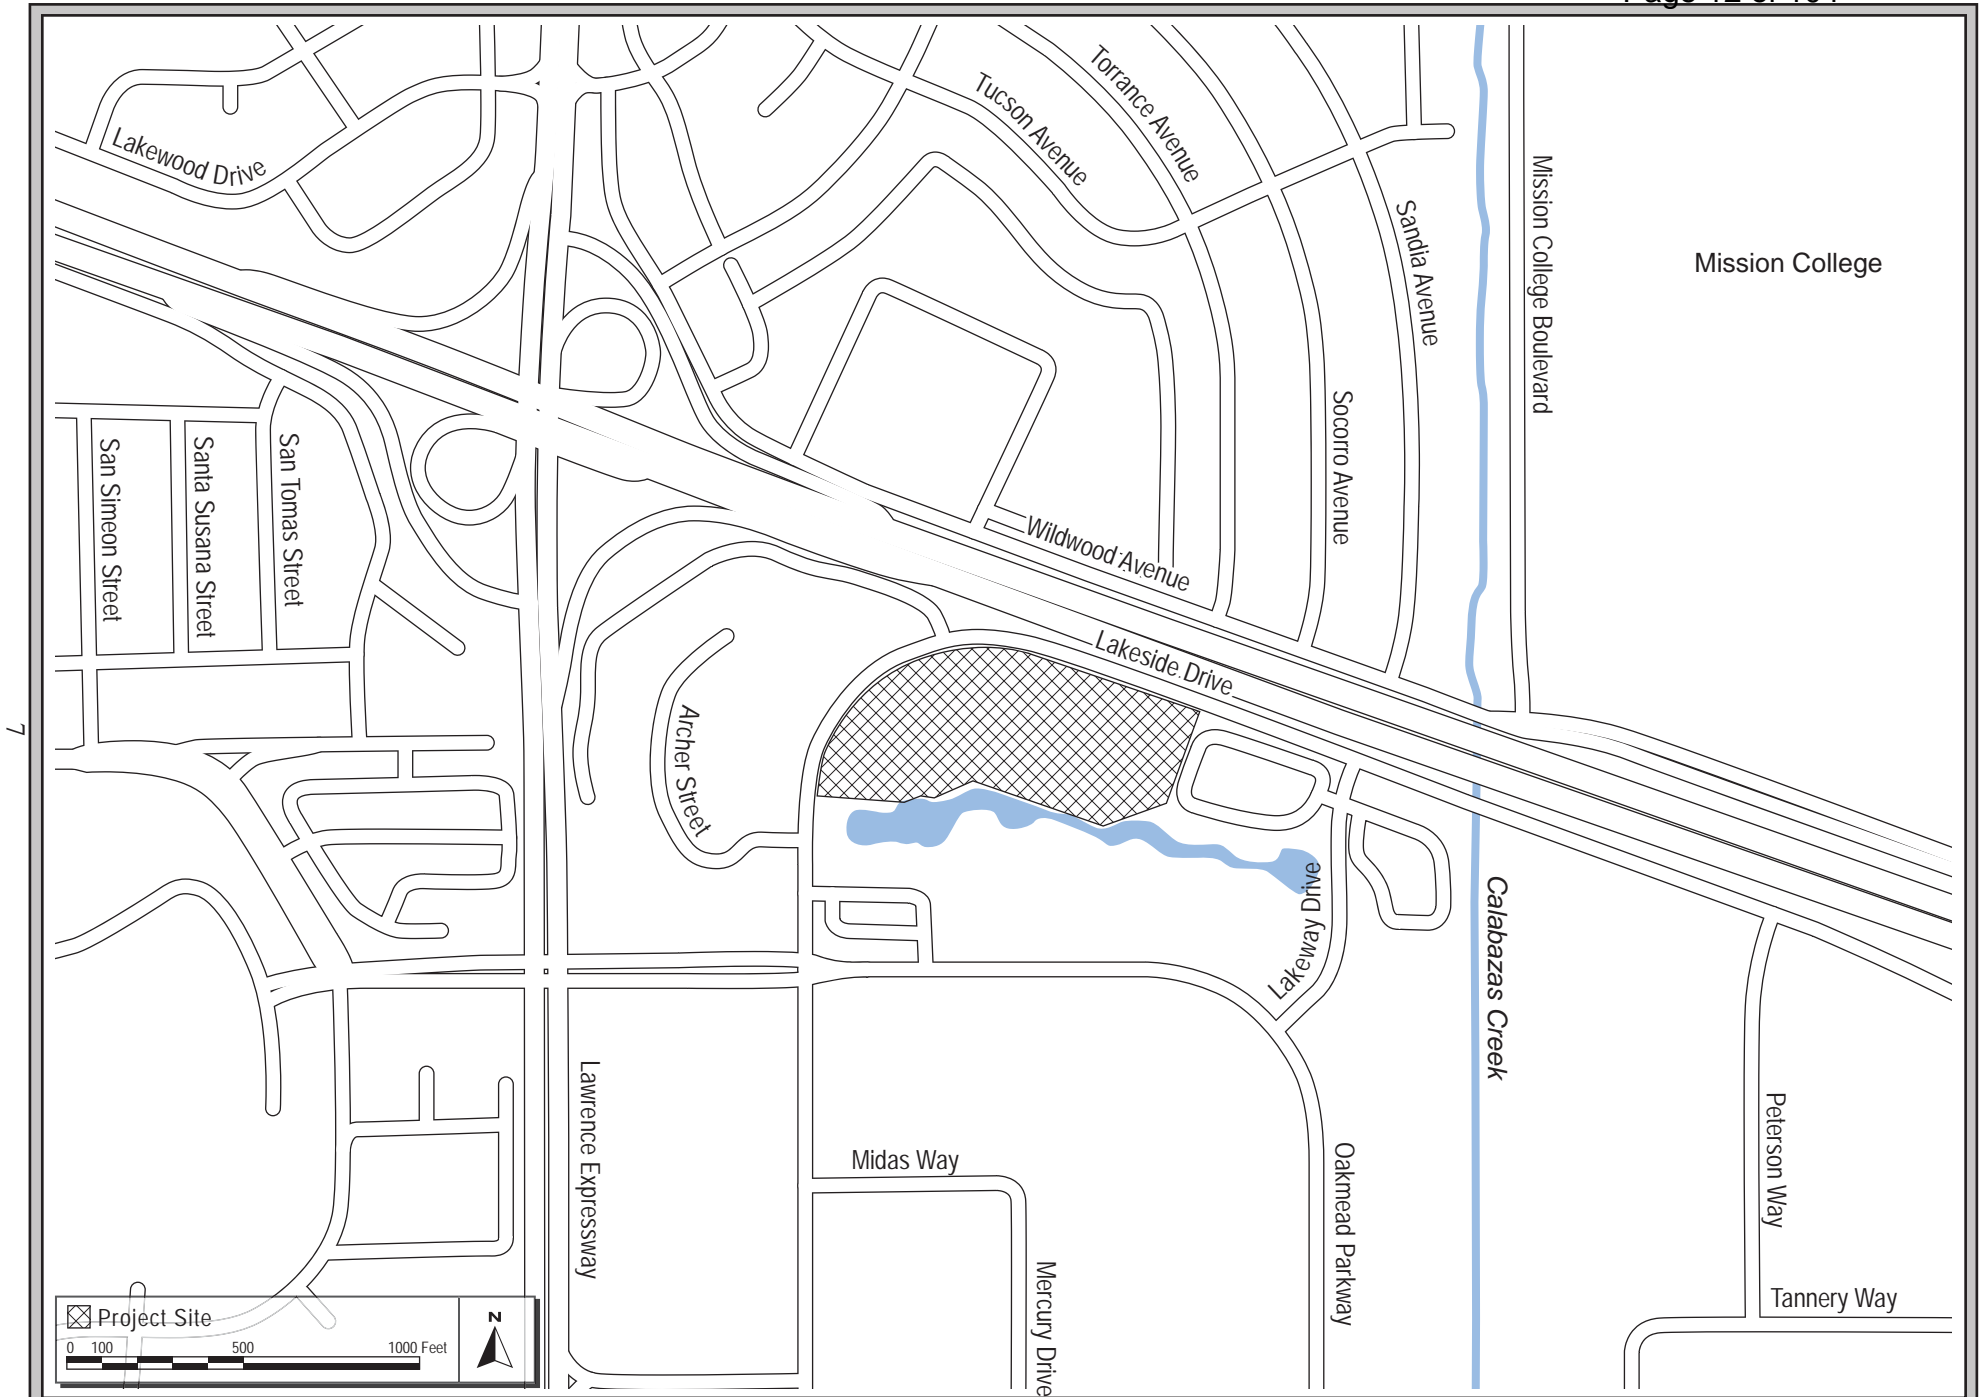 Lakewood Drive
Tucson Avenue
Torrance Avenue
Sandia Avenue
Mission College Boulevard
Mission College
Socorro Avenue
San Simeon Street
Santa Susana Street
San Tomas Street
Wildwood Avenue
Lakeside Drive
Archer Street
7
Lakeway Drive
Calabazas Creek
Lawrence Expressway
Midas Way
Mercury Drive
Oakmead Parkway
Peterson Way
Tannery Way
Project Site
N
0 100 500 1000 Feet